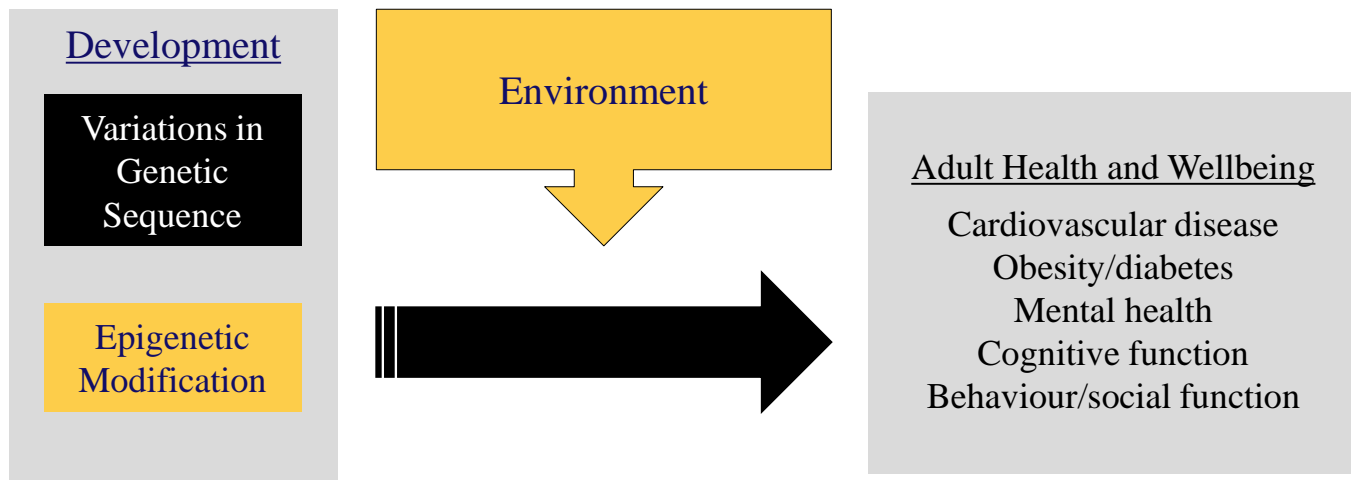 Development
Variations in
Genetic
Sequence
Epigenetic
Modification
Environment
Adult Health and Wellbeing
Cardiovascular disease
Obesity/diabetes
Mental health
Cognitive function
Behaviour/social function